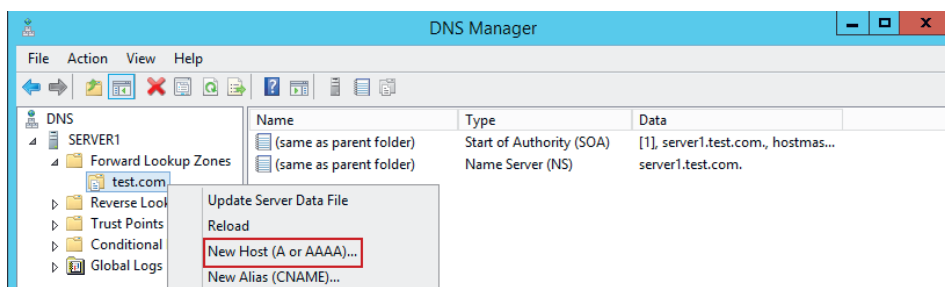 DNS Manager
File Action View Help
DNS
SERVER1
Forward Lookup Zones
test.com
Reverse Look
Trust Points
Conditional
Global Logs
Name Type Data
(same as parent folder) Start of Authority (SOA) [1], server1.test.com., hostmas...
(same as parent folder) Name Server (NS) server1.test.com.
Update Server Data File
Reload
New Host (A or AAAA)...
New Alias (CNAME)...